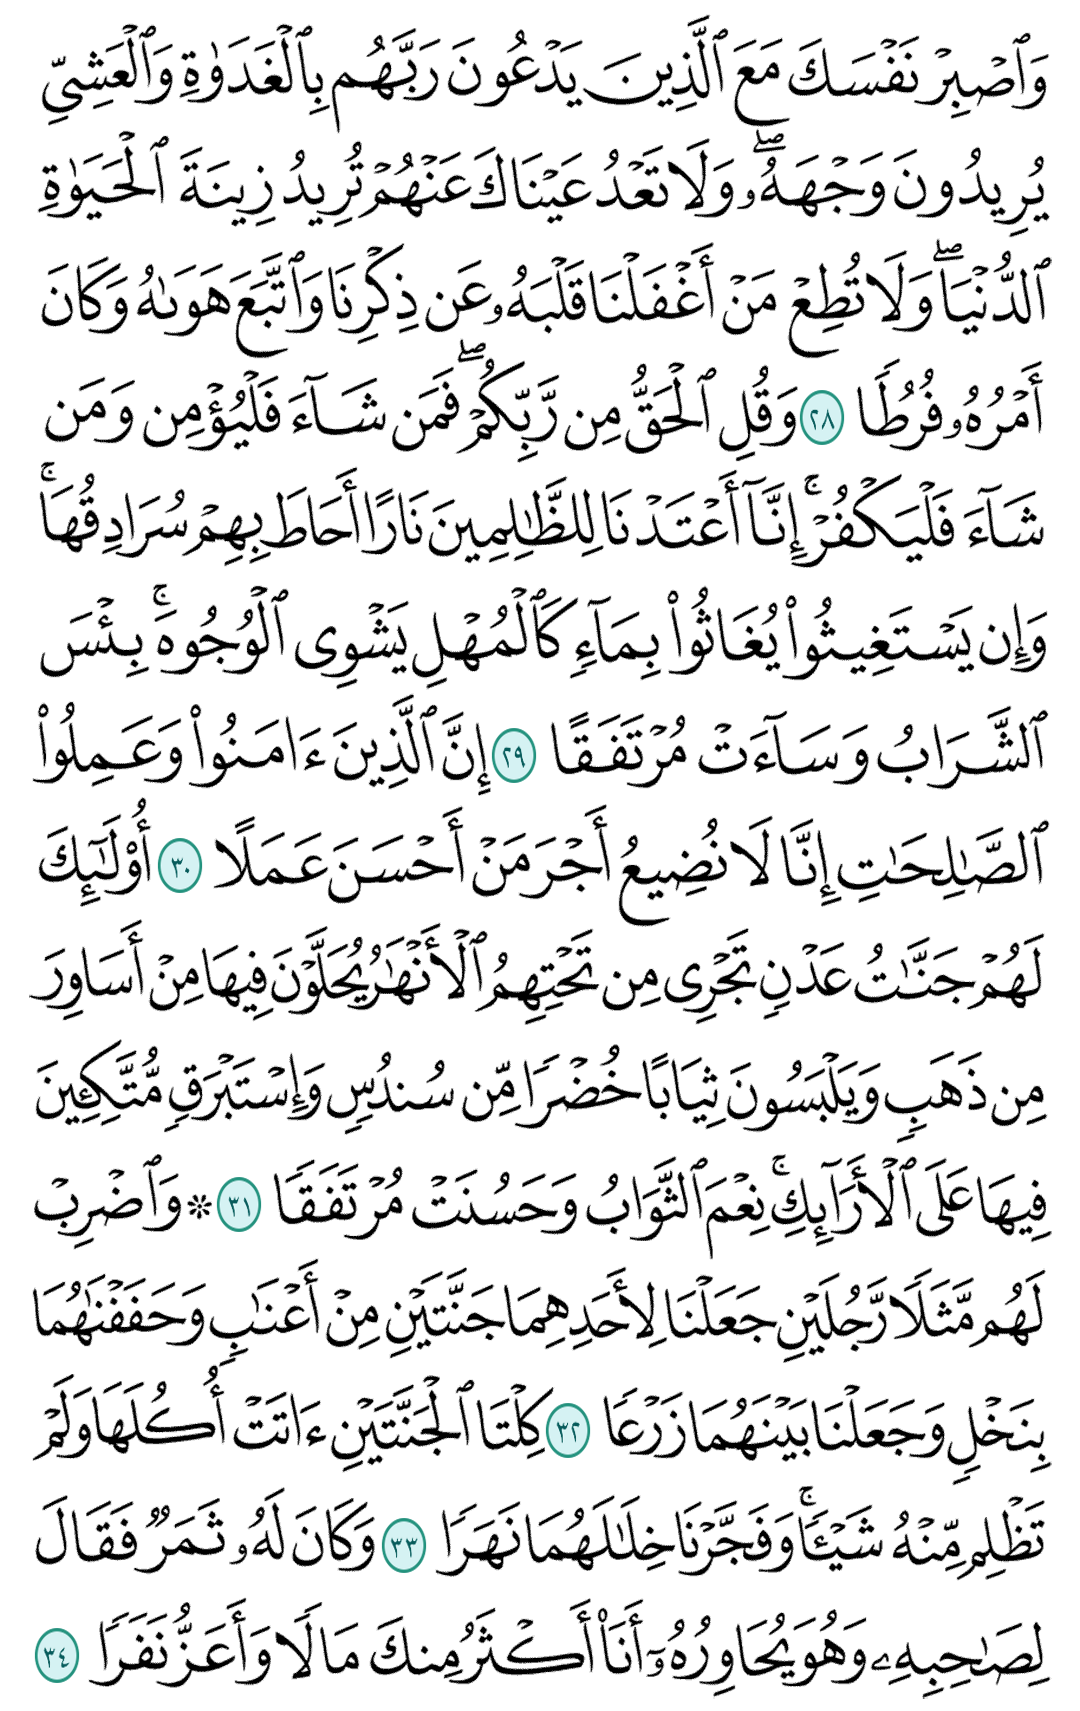 وَٱصۡبِرۡ نَفۡسَكَ مَعَ ٱلَّذِينَ يَدۡعُونَ رَبَّهُم بِٱلۡغَدَوٰةِ وَٱلۡعَشِيِّ
يُرِيدُونَ وَجۡهَهُۥۖ وَلَا تَعۡدُ عَيۡنَاكَ عَنۡهُمۡ تُرِيدُ زِينَةَ ٱلۡحَيَوٰةِ
ٱلدُّنۡيَاۖ وَلَا تُطِعۡ مَنۡ أَغۡفَلۡنَا قَلۡبَهُۥ عَن ذِكۡرِنَا وَٱتَّبَعَ هَوَىٰهُ وَكَانَ
أَمۡرُهُۥ فُرُطٗا ٢٨ وَقُلِ ٱلۡحَقُّ مِن رَّبِّكُمۡۖ فَمَن شَآءَ فَلۡيُؤۡمِن وَمَن
شَآءَ فَلۡيَكۡفُرۡۚ إِنَّآ أَعۡتَدۡنَا لِلظَّٰلِمِينَ نَارًا أَحَاطَ بِهِمۡ سُرَادِقُهَاۚ
وَإِن يَسۡتَغِيثُواْ يُغَاثُواْ بِمَآءٖ كَٱلۡمُهۡلِ يَشۡوِي ٱلۡوُجُوهَۚ بِئۡسَ
ٱلشَّرَابُ وَسَآءَتۡ مُرۡتَفَقًا ٢٩ إِنَّ ٱلَّذِينَ ءَامَنُواْ وَعَمِلُواْ
ٱلصَّٰلِحَٰتِ إِنَّا لَا نُضِيعُ أَجۡرَ مَنۡ أَحۡسَنَ عَمَلًا ٣٠ أُوْلَٰٓئِكَ
لَهُمۡ جَنَّٰتُ عَدۡنٖ تَجۡرِي مِن تَحۡتِهِمُ ٱلۡأَنۡهَٰرُ يُحَلَّوۡنَ فِيهَا مِنۡ أَسَاوِرَ
مِن ذَهَبٖ وَيَلۡبَسُونَ ثِيَابًا خُضۡرٗا مِّن سُندُسٖ وَإِسۡتَبۡرَقٖ مُّتَّكِـِٔينَ
فِيهَا عَلَى ٱلۡأَرَآئِكِۚ نِعۡمَ ٱلثَّوَابُ وَحَسُنَتۡ مُرۡتَفَقٗا ٣١ ۞ وَٱضۡرِبۡ
لَهُم مَّثَلٗا رَّجُلَيۡنِ جَعَلۡنَا لِأَحَدِهِمَا جَنَّتَيۡنِ مِنۡ أَعۡنَٰبٖ وَحَفَفۡنَٰهُمَا
بِنَخۡلٖ وَجَعَلۡنَا بَيۡنَهُمَا زَرۡعٗا ٣٢ كِلۡتَا ٱلۡجَنَّتَيۡنِ ءَاتَتۡ أُكُلَهَا وَلَمۡ
تَظۡلِم مِّنۡهُ شَيۡـٔٗاۚ وَفَجَّرۡنَا خِلَٰلَهُمَا نَهَرٗا ٣٣ وَكَانَ لَهُۥ ثَمَرٞ فَقَالَ
لِصَٰحِبِهِۦ وَهُوَ يُحَاوِرُهُۥٓ أَنَا۠ أَكۡثَرُ مِنكَ مَالٗا وَأَعَزُّ نَفَرٗا ٣٤